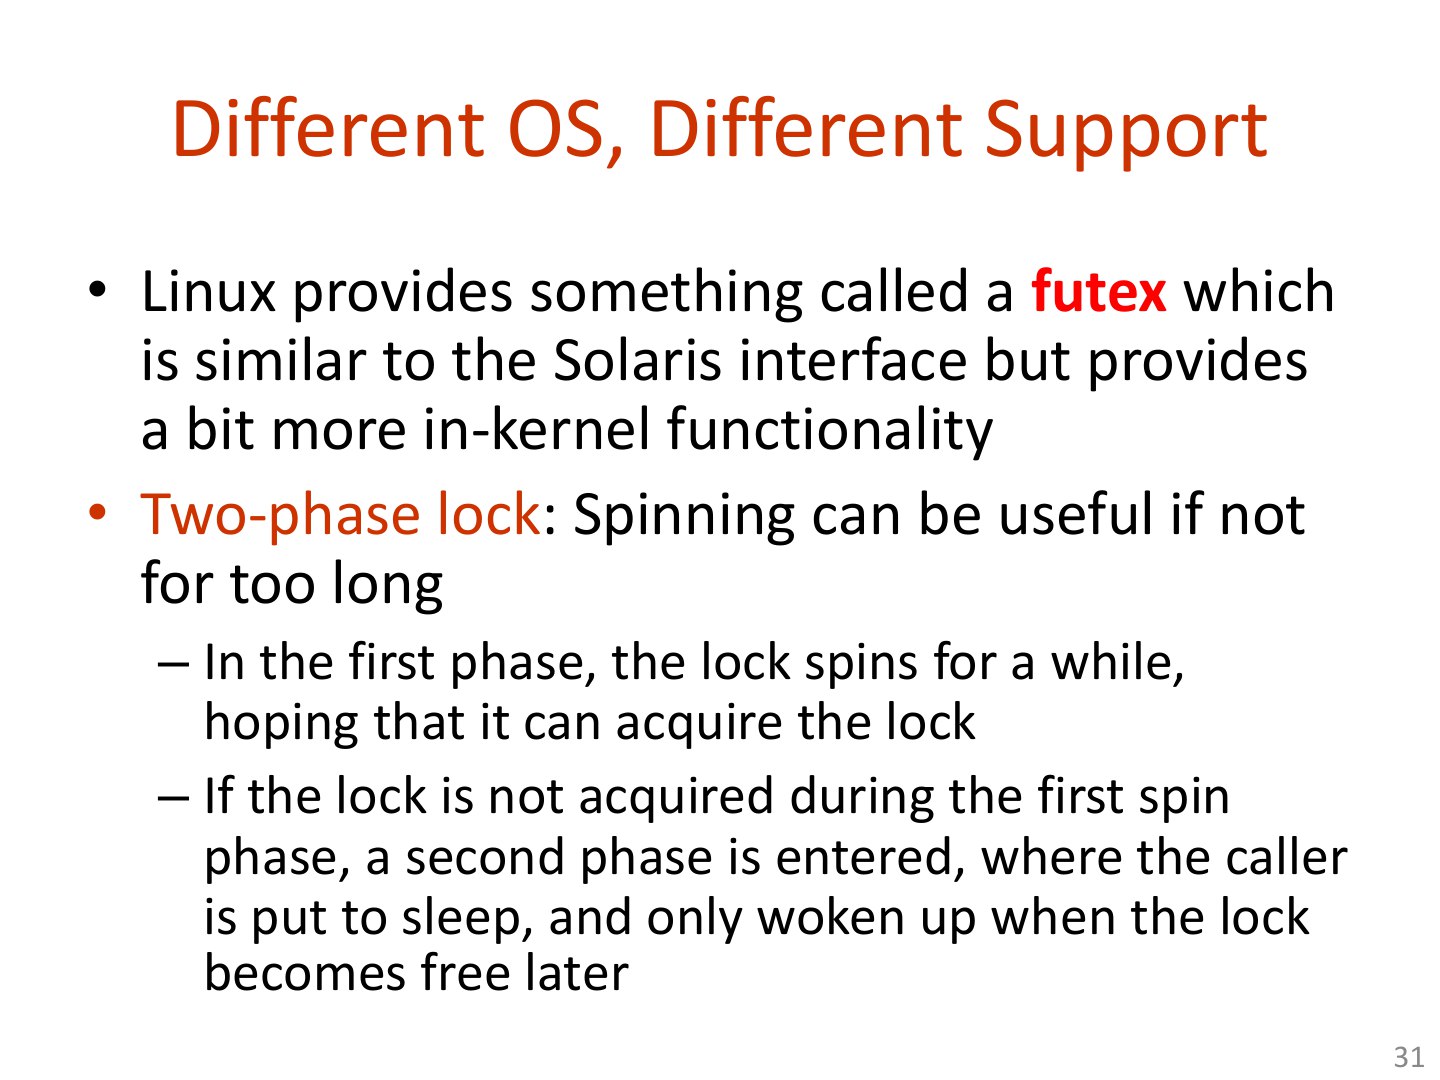 Different OS, Different Support
• Linux provides something called a futex which
is similar to the Solaris interface but provides
a bit more in-kernel functionality
• Two-phase lock: Spinning can be useful if not
for too long
– In the first phase, the lock spins for a while,
hoping that it can acquire the lock
– If the lock is not acquired during the first spin
phase, a second phase is entered, where the caller
is put to sleep, and only woken up when the lock
becomes free later
31